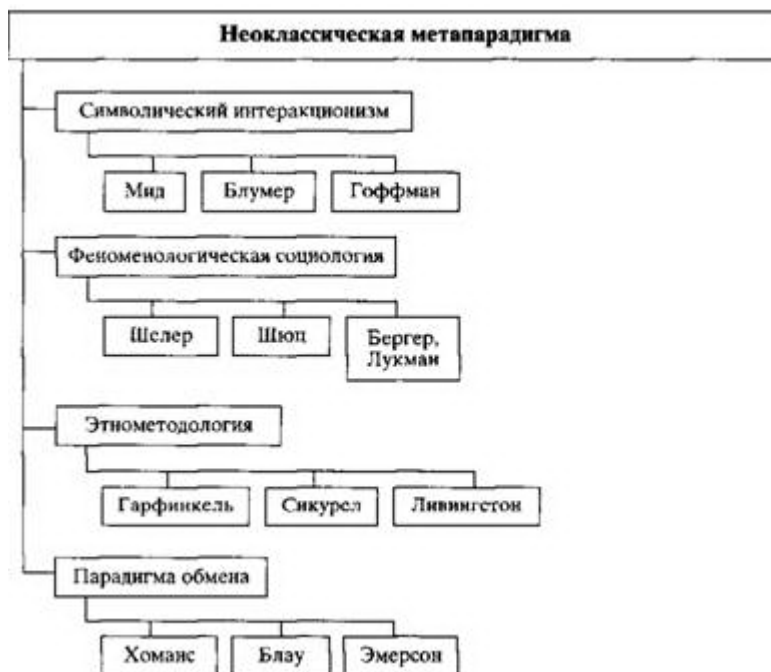 Неоклассическая метапарадигма
Символический интеракционизм
Мид
Блумер
Гоффман
Феноменологическая социология
Шелер
Шюц
Бергер,
Лукман
Этнометодология
Гарфинкель
Сикурел
Ливингстон
Парадигма обмена
Хоманс
Блау
Эмерсон